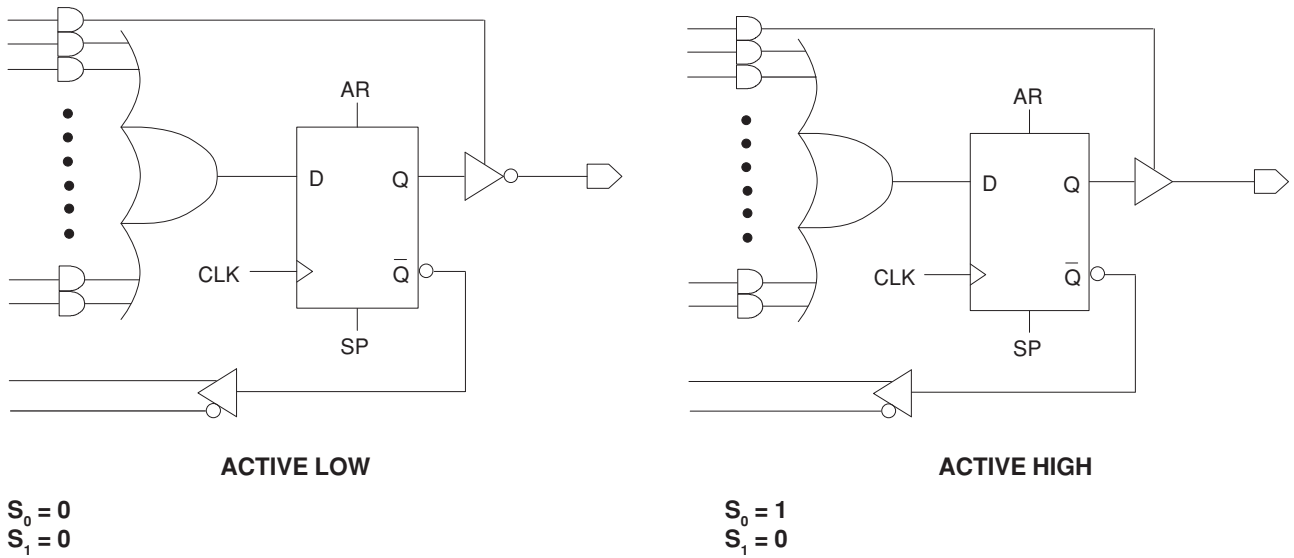 AR
D Q
CLK
Q̅
SP
ACTIVE LOW
S₀ = 0
S₁ = 0
AR
D Q
CLK
Q̅
SP
ACTIVE HIGH
S₀ = 1
S₁ = 0